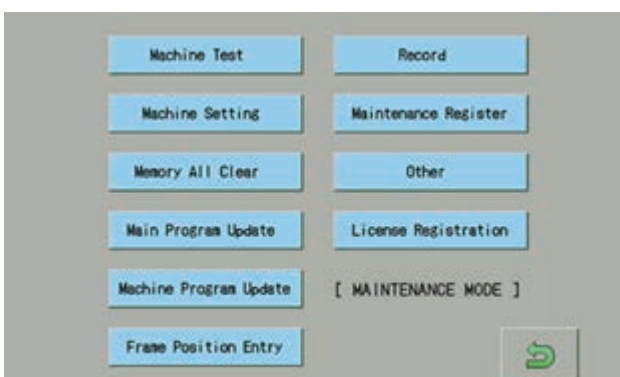 Machine Test
Record
Machine Setting
Maintenance Register
Memory All Clear
Other
Main Program Update
License Registration
Machine Program Update
[ MAINTENANCE MODE ]
Frame Position Entry